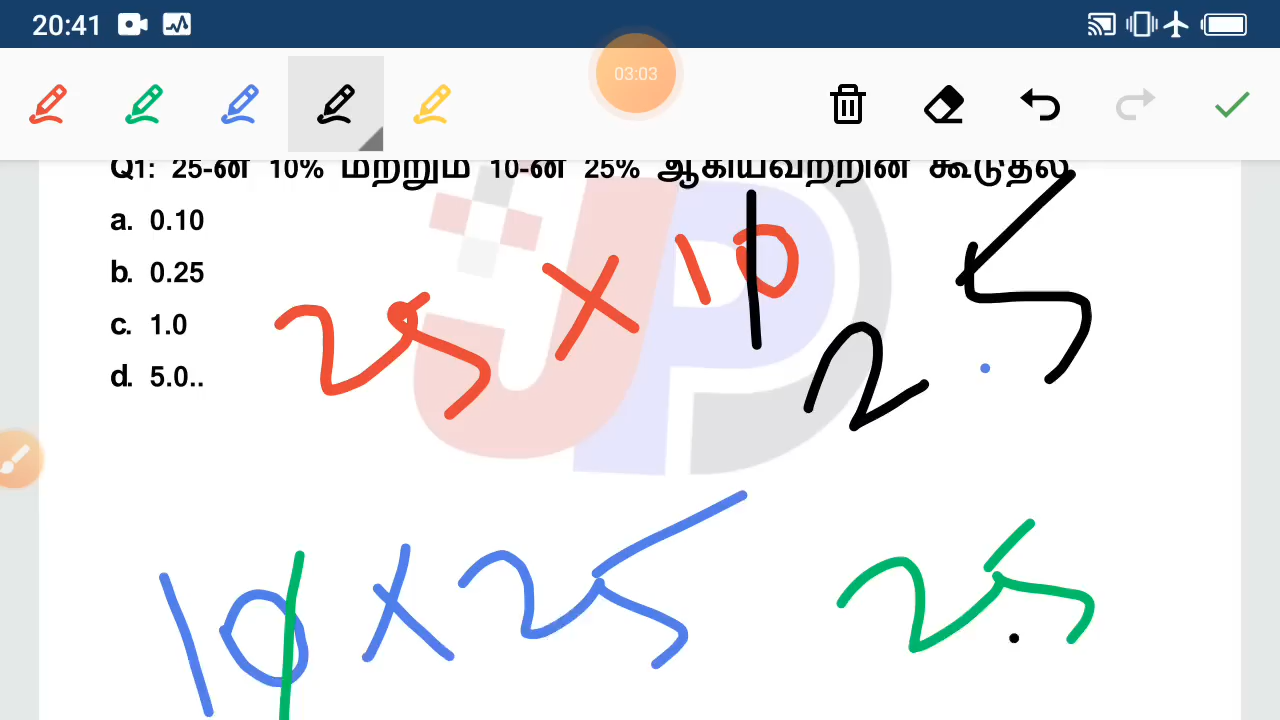 20:41
03:03
Q1: 25-ன் 10% மற்றும் 10-ன் 25% ஆகியவற்றின் கூடுதல்
a. 0.10
b. 0.25
c. 1.0
d. 5.0..
25 × 10
2.5
10 × 25
2.5
JP